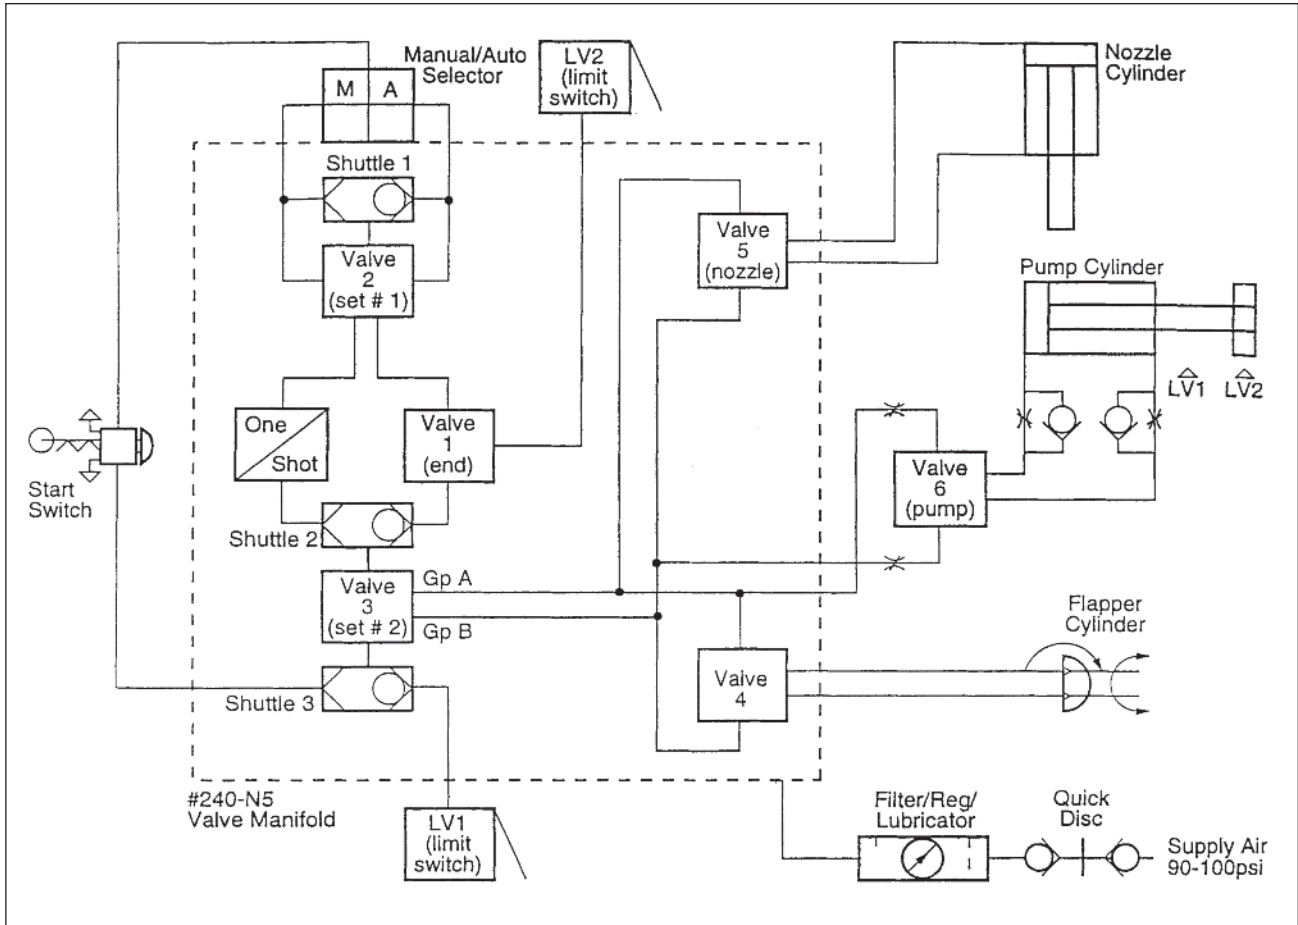 Manual/Auto
Selector
M
A
LV2
(limit
switch)
Nozzle
Cylinder
Shuttle 1
Valve
2
(set # 1)
Valve
5
(nozzle)
Pump Cylinder
LV1
LV2
One
Shot
Valve
1
(end)
Start
Switch
Shuttle 2
Valve
6
(pump)
Valve
3
(set # 2)
Gp A
Gp B
Flapper
Cylinder
Shuttle 3
Valve
4
#240-N5
Valve Manifold
LV1
(limit
switch)
Filter/Reg/
Lubricator
Quick
Disc
Supply Air
90-100psi